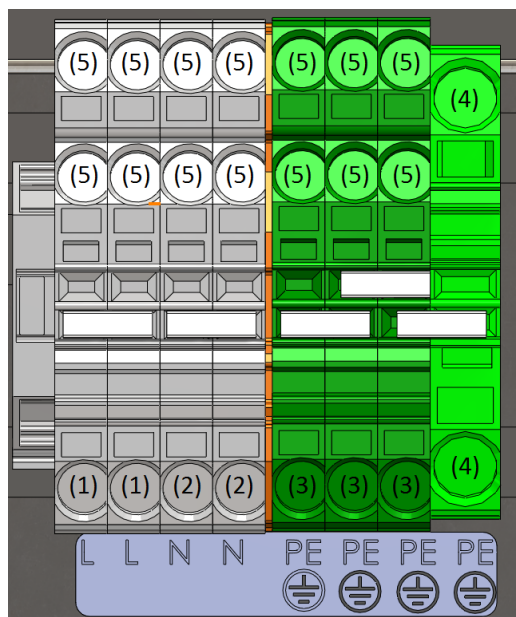 (5) (5) (5) (5) (5) (5) (5)
(4)
(5) (5) (5) (5) (5) (5) (5)
(4)
(1) (1) (2) (2) (3) (3) (3)
L L N N PE PE PE PE